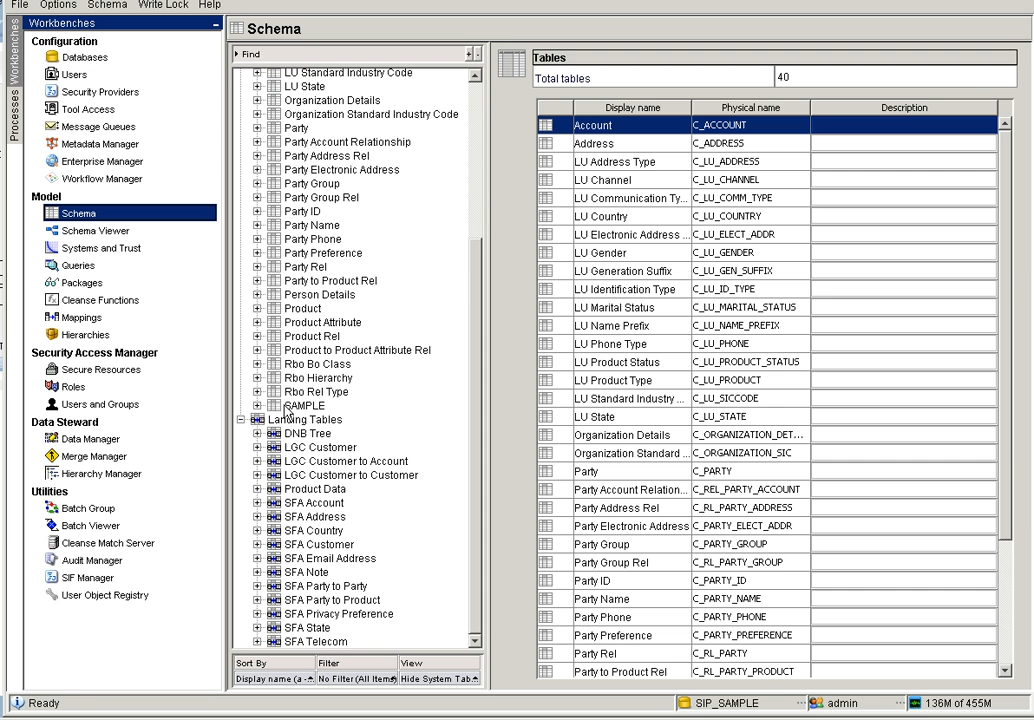 File Options Schema Write Lock Help
Workbenches
Processes
Workbenches
Configuration
Databases
Users
Security Providers
Tool Access
Message Queues
Metadata Manager
Enterprise Manager
Workflow Manager
Model
Schema
Schema Viewer
Systems and Trust
Queries
Packages
Cleanse Functions
Mappings
Hierarchies
Security Access Manager
Secure Resources
Roles
Users and Groups
Data Steward
Data Manager
Merge Manager
Hierarchy Manager
Utilities
Batch Group
Batch Viewer
Cleanse Match Server
Audit Manager
SIF Manager
User Object Registry
Schema
Find
LU Standard Industry Code
LU State
Organization Details
Organization Standard Industry Code
Party
Party Account Relationship
Party Address Rel
Party Electronic Address
Party Group
Party Group Rel
Party ID
Party Name
Party Phone
Party Preference
Party Rel
Party to Product Rel
Person Details
Product
Product Attribute
Product Rel
Product to Product Attribute Rel
Rbo Bo Class
Rbo Hierarchy
Rbo Rel Type
SAMPLE
Landing Tables
DNB Tree
LGC Customer
LGC Customer to Account
LGC Customer to Customer
Product Data
SFA Account
SFA Address
SFA Country
SFA Customer
SFA Email Address
SFA Note
SFA Party to Party
SFA Party to Product
SFA Privacy Preference
SFA State
SFA Telecom
Sort By Filter View
Display name (a - No Filter(All Items) Hide System Tab
Tables
Total tables 40
Display name Physical name Description
Account C_ACCOUNT
Address C_ADDRESS
LU Address Type C_LU_ADDRESS
LU Channel C_LU_CHANNEL
LU Communication Ty... C_LU_COMM_TYPE
LU Country C_LU_COUNTRY
LU Electronic Address ... C_LU_ELECT_ADDR
LU Gender C_LU_GENDER
LU Generation Suffix C_LU_GEN_SUFFIX
LU Identification Type C_LU_ID_TYPE
LU Marital Status C_LU_MARITAL_STATUS
LU Name Prefix C_LU_NAME_PREFIX
LU Phone Type C_LU_PHONE
LU Product Status C_LU_PRODUCT_STATUS
LU Product Type C_LU_PRODUCT
LU Standard Industry ... C_LU_SICCODE
LU State C_LU_STATE
Organization Details C_ORGANIZATION_DET...
Organization Standard ... C_ORGANIZATION_SIC
Party C_PARTY
Party Account Relation... C_REL_PARTY_ACCOUNT
Party Address Rel C_RL_PARTY_ADDRESS
Party Electronic Address C_PARTY_ELECT_ADDR
Party Group C_PARTY_GROUP
Party Group Rel C_RL_PARTY_GROUP
Party ID C_PARTY_ID
Party Name C_PARTY_NAME
Party Phone C_PARTY_PHONE
Party Preference C_PARTY_PREFERENCE
Party Rel C_RL_PARTY
Party to Product Rel C_RL_PARTY_PRODUCT
Ready SIP_SAMPLE admin 136M of 455M